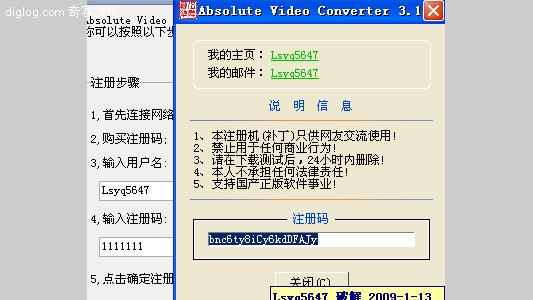 diglog.com 奇客发现
Absolute Video
你可以按照以下步
注册步骤
1,首先连接网络
2,购买注册码;
3,输入用户名:
Lsyq5647
4,输入注册码:
1111111
5,点击确定注册
Absolute Video Converter 3.1
我的主页: Lsyq5647
我的邮件: Lsyq5647
说 明 信 息
1、本注册机(补丁)只供网友交流使用!
2、禁止用于任何商业行为!
3、请在下载测试后,24小时内删除!
4、本人不承担任何法律责任!
5、支持国产正版软件事业!
注册码
bnc6ty8iCy6kdDFAJy
关闭(C)
Lsyq5647 破解 2009-1-13